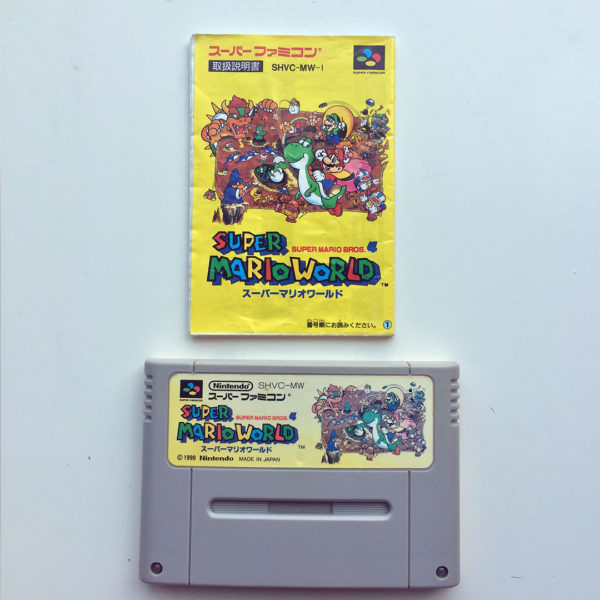 スーパーファミコン®
取扱説明書 SHVC-MW-1
SUPER FAMICOM
SUPER
SUPER MARIO BROS. 4
MARIO WORLD™
スーパーマリオワールド
番号順にお読みください。 1
SUPER FAMICOM
Nintendo SHVC-MW
スーパーファミコン®
SUPER
SUPER MARIO BROS. 4
MARIO WORLD™
スーパーマリオワールド
© 1990 Nintendo MADE IN JAPAN